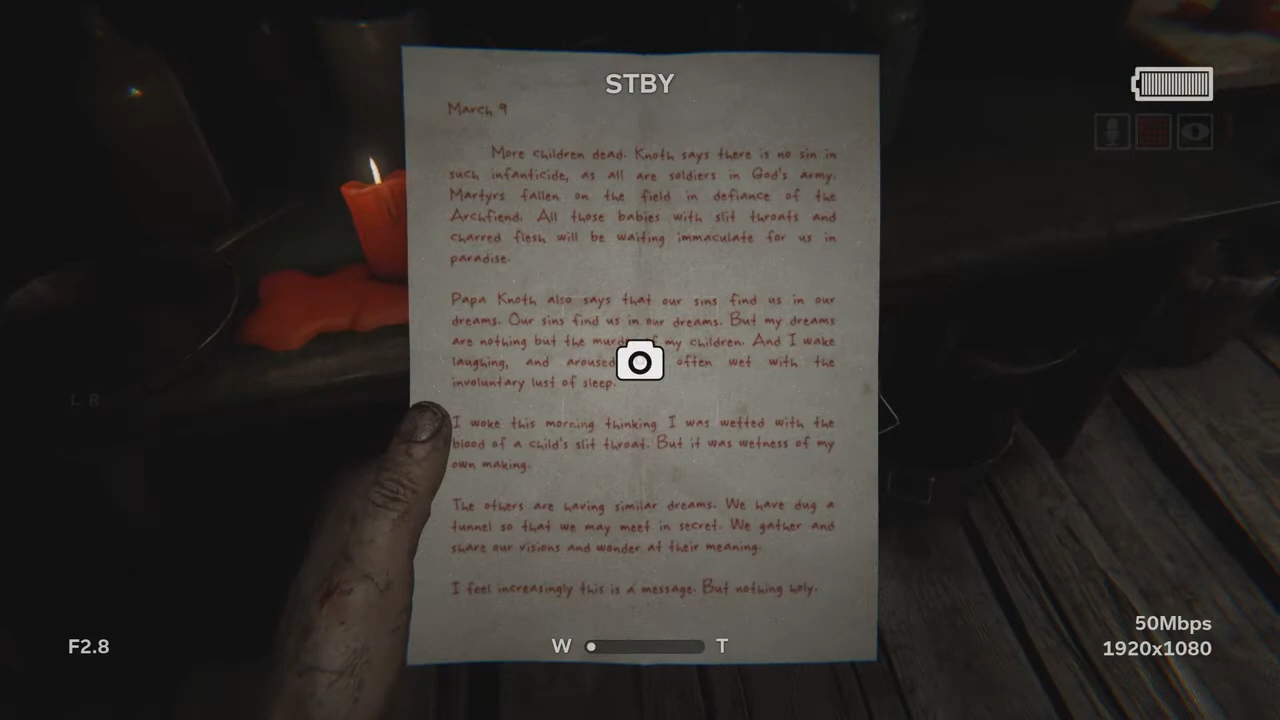 STBY
March 9
More children dead. Knoth says there is no sin in
such infanticide, as all are soldiers in God's army.
Martyrs fallen on the field in defiance of the
Archfiend. All those babies with slit throats and
charred flesh will be waiting immaculate for us in
paradise.
Papa Knoth also says that our sins find us in our
dreams. Our sins find us in our dreams. But my dreams
are nothing but the murder of my children. And I wake
laughing, and aroused often wet with the
involuntary lust of sleep.
I woke this morning thinking I was wetted with the
blood of a child's slit throat. But it was wetness of my
own making.
The others are having similar dreams. We have dug a
tunnel so that we may meet in secret. We gather and
share our visions and wonder at their meaning.
I feel increasingly this is a message. But nothing holy.
L R
F2.8
W T
50Mbps
1920x1080